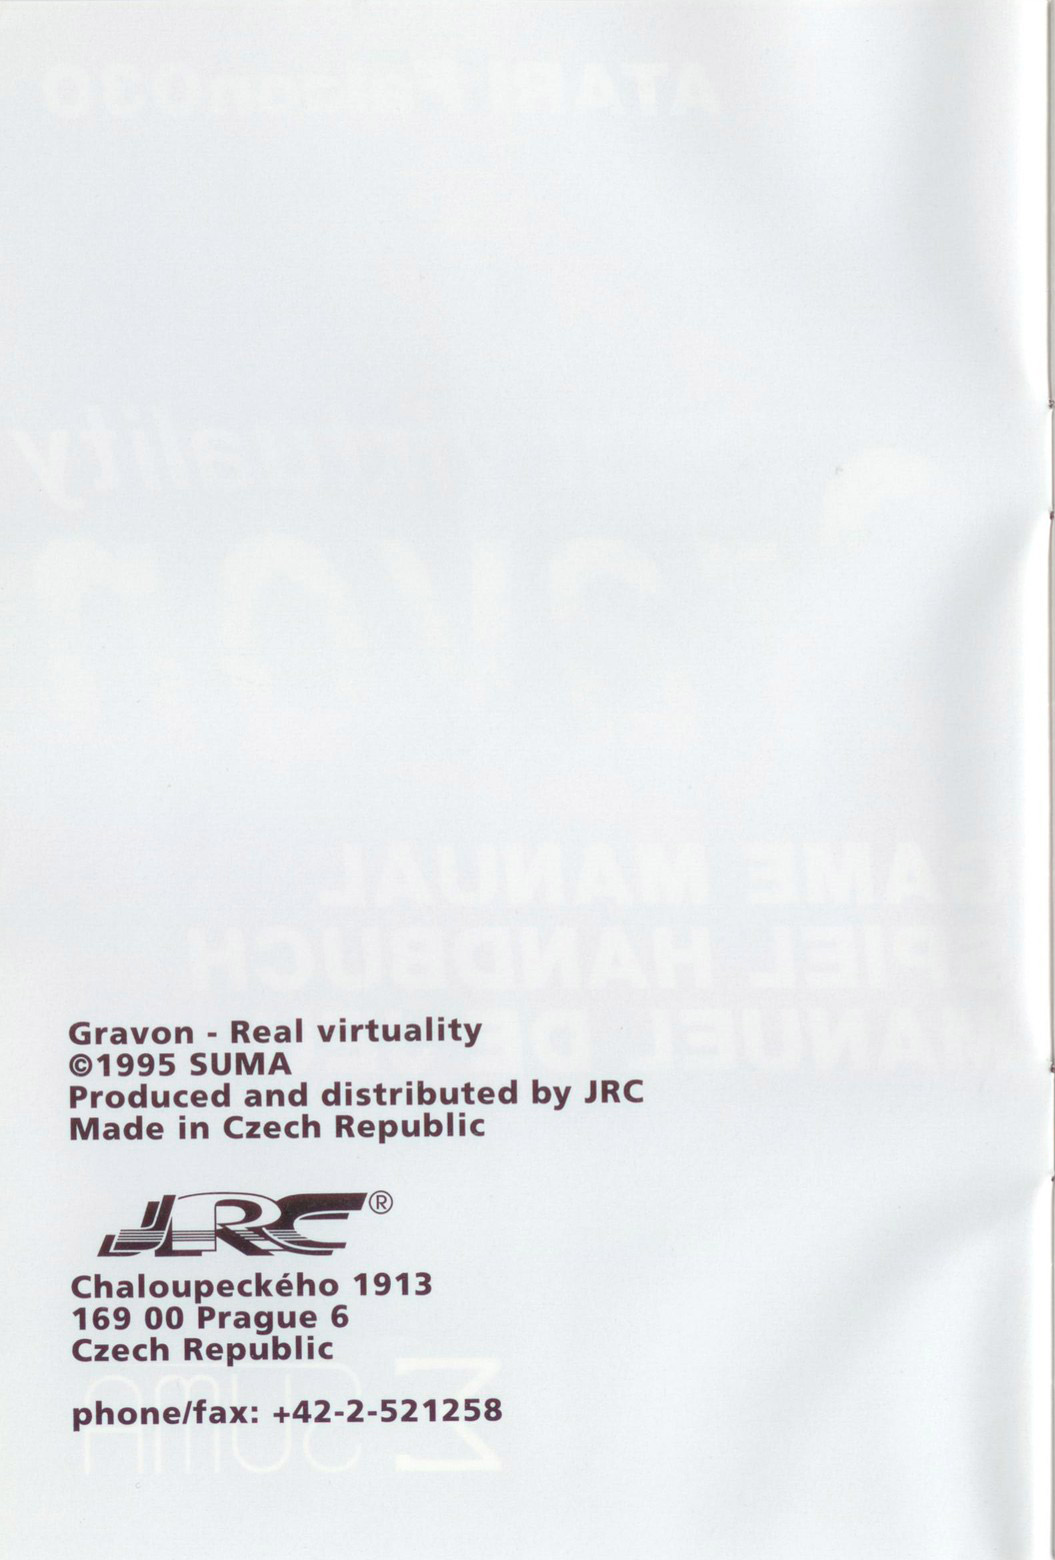 Gravon - Real virtuality
©1995 SUMA
Produced and distributed by JRC
Made in Czech Republic
JRC®
Chaloupeckého 1913
169 00 Prague 6
Czech Republic
phone/fax: +42-2-521258